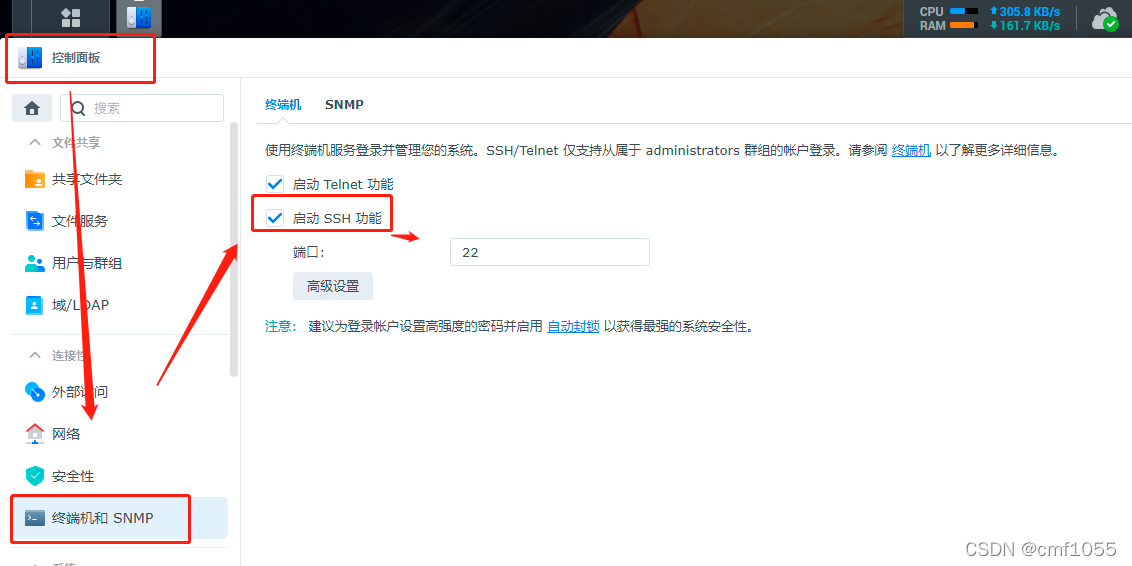 CPU 305.8 KB/s
RAM 161.7 KB/s
控制面板
搜索
文件共享
共享文件夹
文件服务
用户与群组
域/LDAP
连接性
外部访问
网络
安全性
终端机和 SNMP
终端机 SNMP
使用终端机服务登录并管理您的系统。SSH/Telnet 仅支持从属于 administrators 群组的帐户登录。请参阅 终端机 以了解更多详细信息。
启动 Telnet 功能
启动 SSH 功能
端口: 22
高级设置
注意: 建议为登录帐户设置高强度的密码并启用 自动封锁 以获得最强的系统安全性。
CSDN @cmf1055